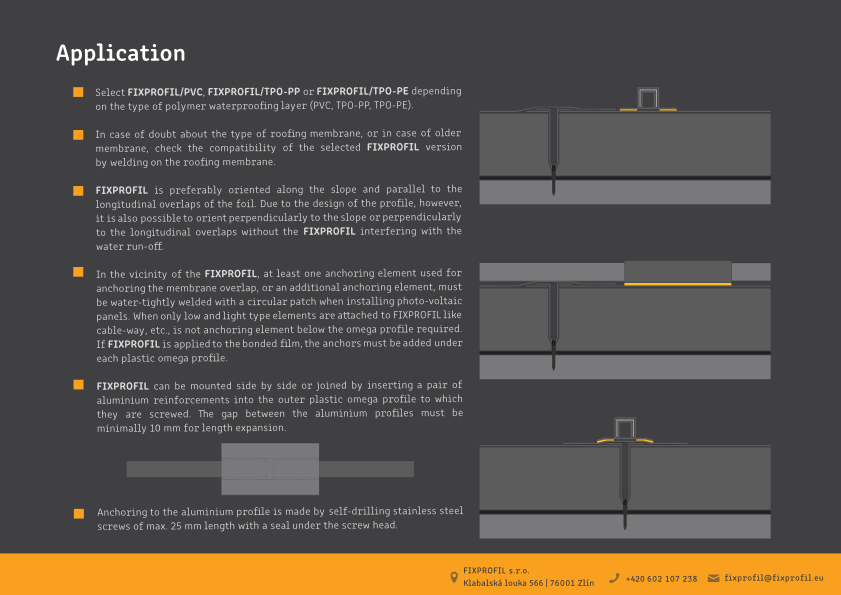 Application
Select FIXPROFIL/PVC, FIXPROFIL/TPO-PP or FIXPROFIL/TPO-PE depending
on the type of polymer waterproofing layer (PVC, TPO-PP, TPO-PE).
In case of doubt about the type of roofing membrane, or in case of older
membrane, check the compatibility of the selected FIXPROFIL version
by welding on the roofing membrane.
FIXPROFIL is preferably oriented along the slope and parallel to the
longitudinal overlaps of the foil. Due to the design of the profile, however,
it is also possible to orient perpendicularly to the slope or perpendicularly
to the longitudinal overlaps without the FIXPROFIL interfering with the
water run-off.
In the vicinity of the FIXPROFIL, at least one anchoring element used for
anchoring the membrane overlap, or an additional anchoring element, must
be water-tightly welded with a circular patch when installing photo-voltaic
panels. When only low and light type elements are attached to FIXPROFIL like
cable-way, etc., is not anchoring element below the omega profile required.
If FIXPROFIL is applied to the bonded film, the anchors must be added under
each plastic omega profile.
FIXPROFIL can be mounted side by side or joined by inserting a pair of
aluminium reinforcements into the outer plastic omega profile to which
they are screwed. The gap between the aluminium profiles must be
minimally 10 mm for length expansion.
Anchoring to the aluminium profile is made by self-drilling stainless steel
screws of max. 25 mm length with a seal under the screw head.
FIXPROFIL s.r.o.
Klabalská louka 566 | 76001 Zlín
+420 602 107 238
fixprofil@fixprofil.eu